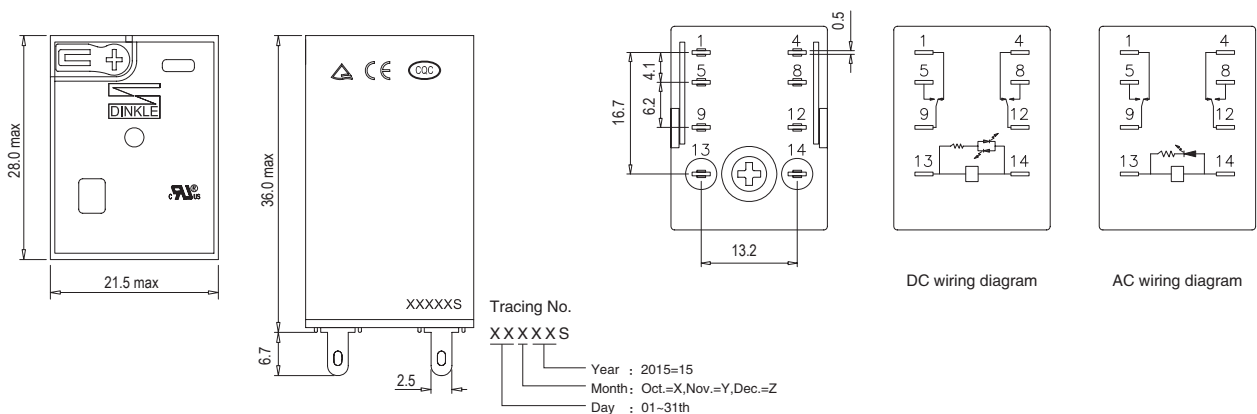 DINKLE
c RU ® US
28.0 max
21.5 max
CE
CQC
XXXXXS
36.0 max
6.7
2.5
Tracing No.
XXXXXS
Year : 2015=15
Month : Oct.=X,Nov.=Y,Dec.=Z
Day : 01~31th
1 4
5 8
9 12
13 14
0.5
4.1
6.2
16.7
13.2
1 4
5 8
9 12
13 14
DC wiring diagram
1 4
5 8
9 12
13 14
AC wiring diagram